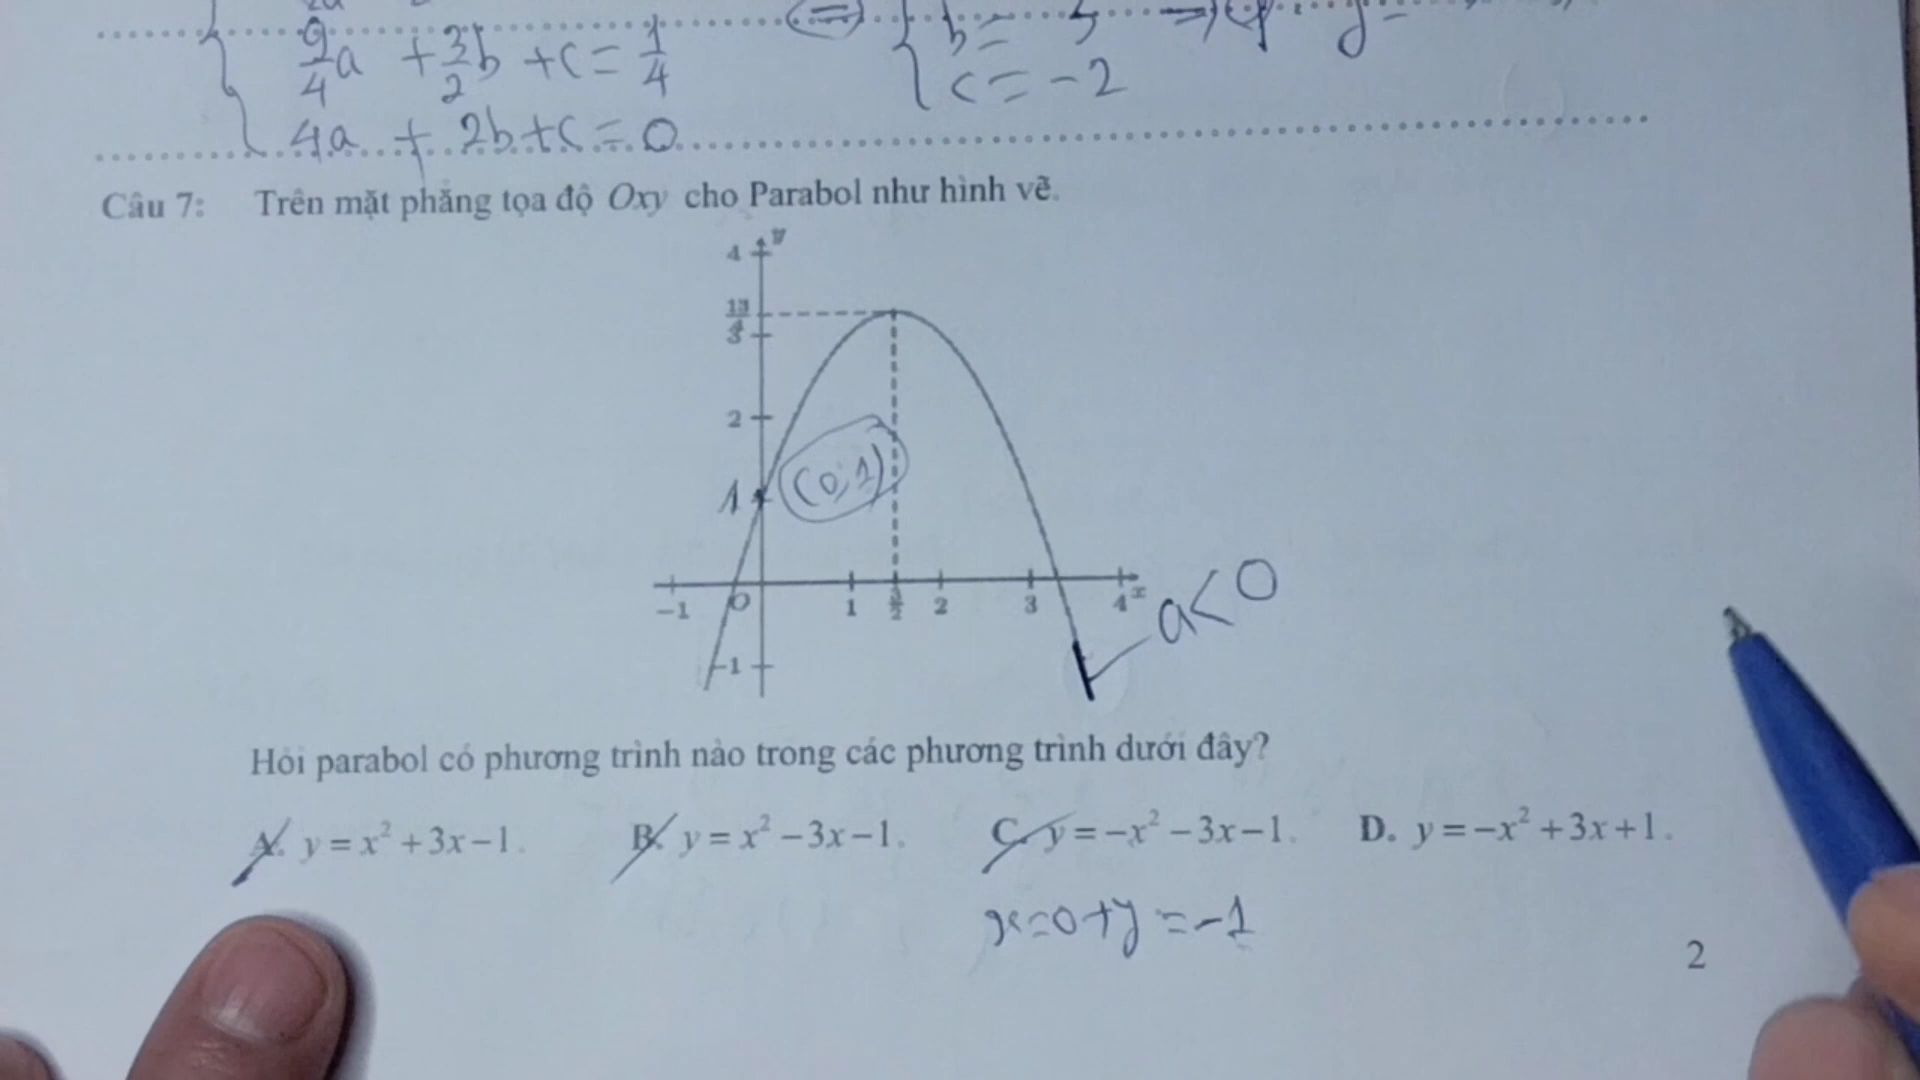 9/4 a + 3/2 b + c = 1/4
c = -2
4a + 2b + c = 0
Câu 7: Trên mặt phẳng tọa độ Oxy cho Parabol như hình vẽ.
y
4
13/4
3
2
1 (0;1)
-1 O 1 3/2 2 3 4 x
a < 0
-1
Hỏi parabol có phương trình nào trong các phương trình dưới đây?
A. y = x² + 3x − 1. B. y = x² − 3x − 1. C. y = −x² − 3x − 1. D. y = −x² + 3x + 1.
x = 0 → y = -1
2